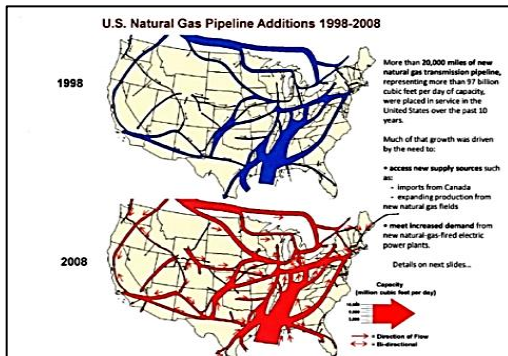 U.S. Natural Gas Pipeline Additions 1998-2008
1998
More than 20,000 miles of new
natural gas transmission pipeline,
representing more than 97 billion
cubic feet per day of capacity,
were placed in service in the
United States over the past 10
years.
Much of that growth was driven
by the need to:
• access new supply sources such
as:
- imports from Canada
- expanding production from
new natural gas fields
• meet increased demand from
new natural-gas-fired electric
power plants.
Details on next slides...
2008
Capacity
(million cubic feet per day)
= Direction of Flow
= Bi-directional